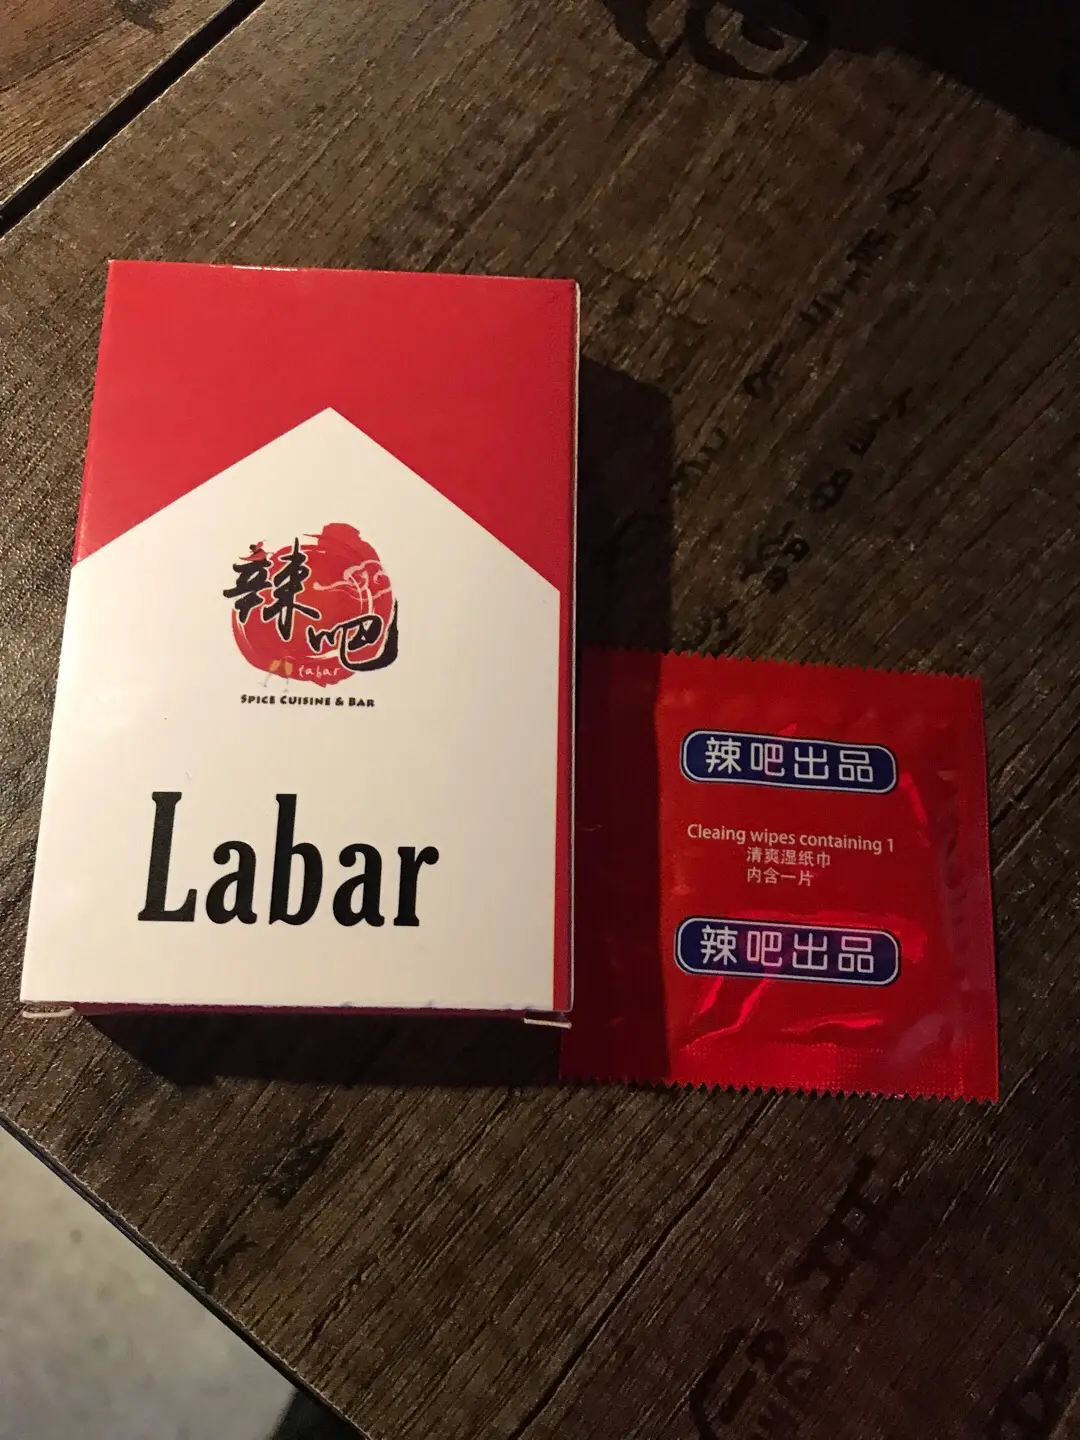 辣吧
Labar
SPICE CUISINE & BAR
Labar
辣吧出品
Cleaing wipes containing 1
清爽湿纸巾
内含一片
辣吧出品